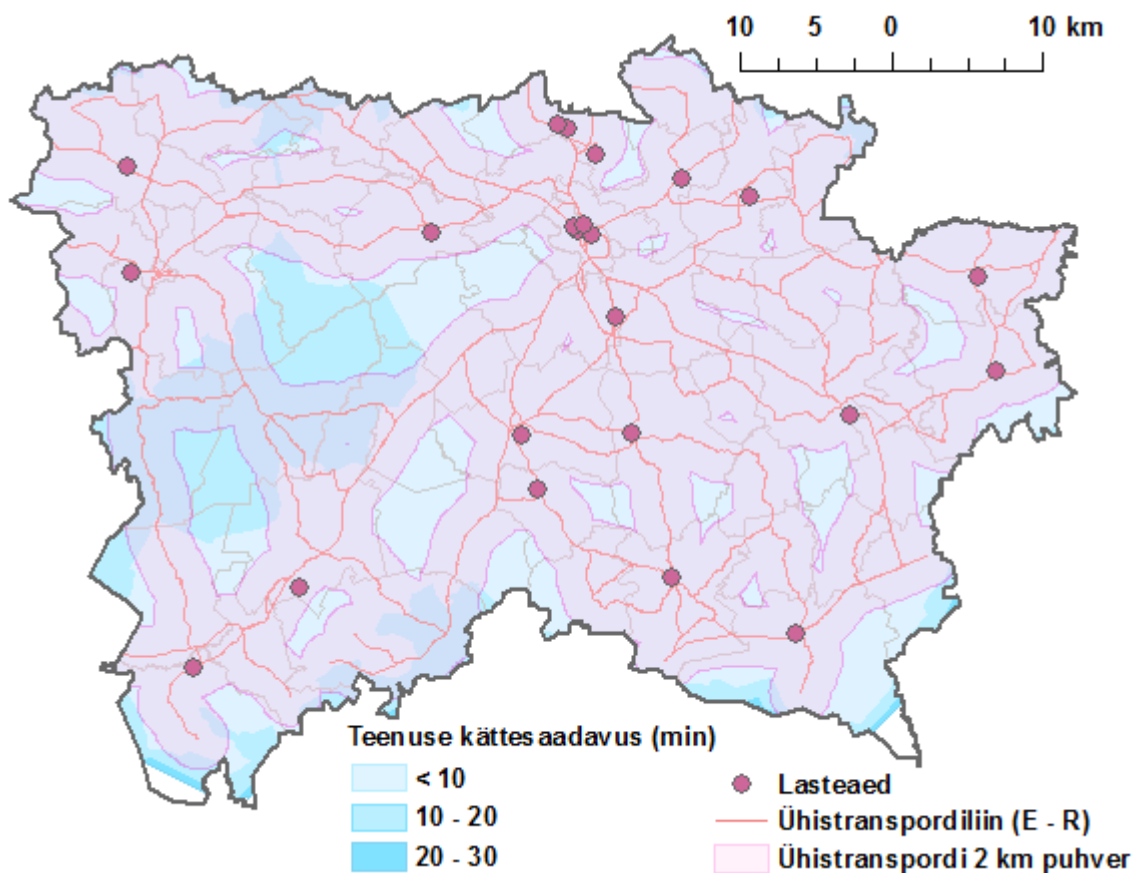 10 5 0 10 km
Teenuse kättesaadavus (min)
< 10
10 - 20
20 - 30
Lasteaed
Ühistranspordiliin (E - R)
Ühistranspordi 2 km puhver